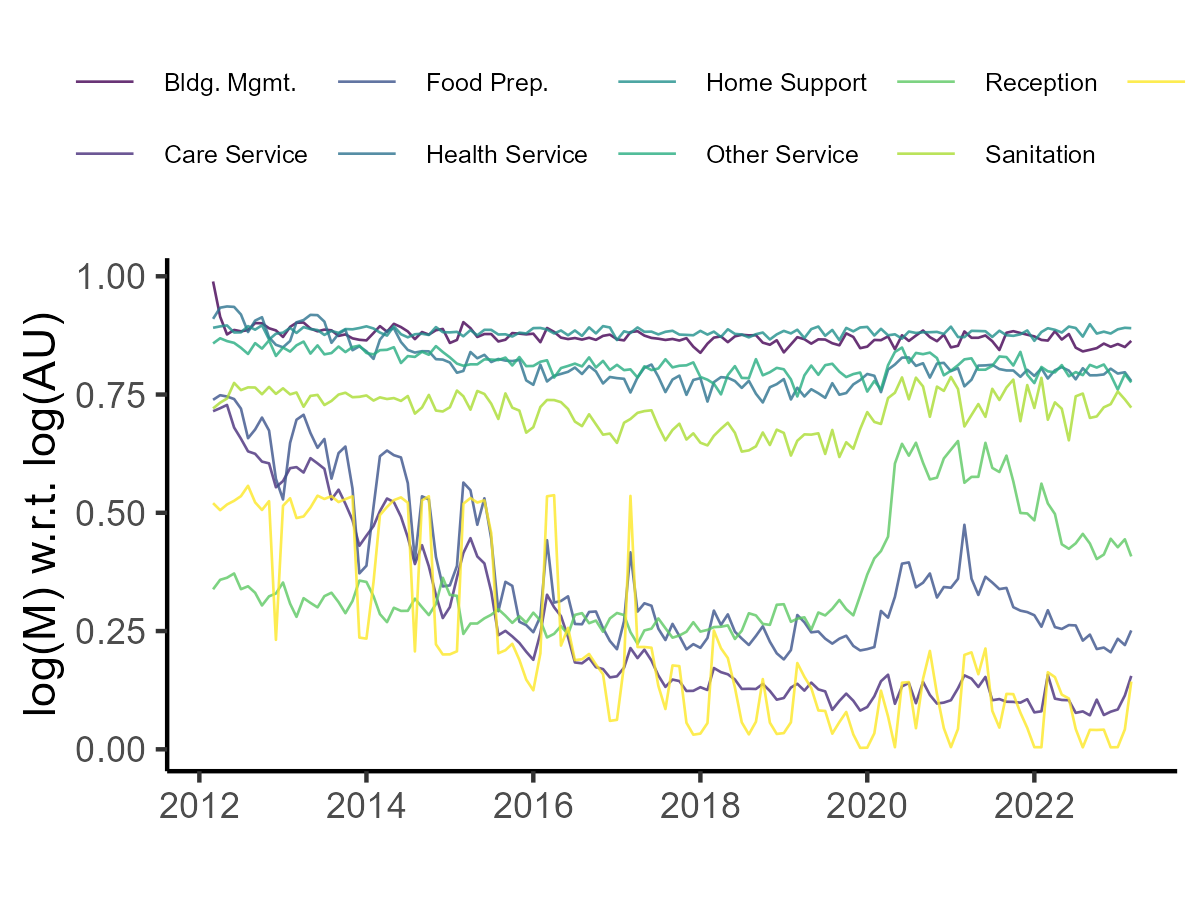 Bldg. Mgmt. Food Prep. Home Support Reception
Care Service Health Service Other Service Sanitation
log(M) w.r.t. log(AU)
1.00
0.75
0.50
0.25
0.00
2012 2014 2016 2018 2020 2022